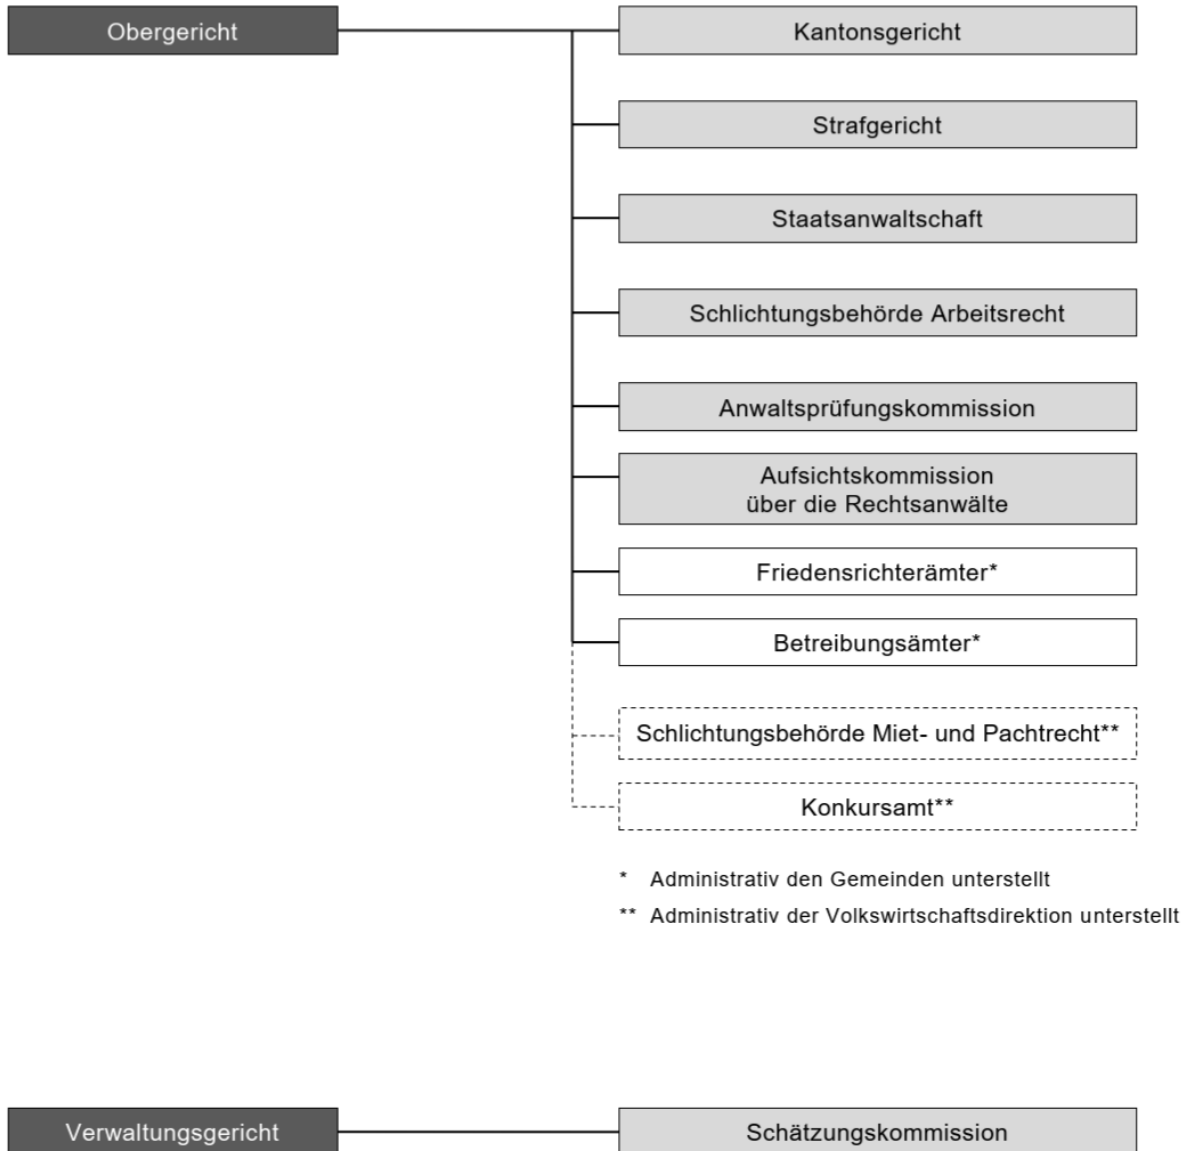 Obergericht
Kantonsgericht
Strafgericht
Staatsanwaltschaft
Schlichtungsbehörde Arbeitsrecht
Anwaltsprüfungskommission
Aufsichtskommission
über die Rechtsanwälte
Friedensrichterämter*
Betreibungsämter*
Schlichtungsbehörde Miet- und Pachtrecht**
Konkursamt**
* Administrativ den Gemeinden unterstellt
** Administrativ der Volkswirtschaftsdirektion unterstellt
Verwaltungsgericht
Schätzungskommission